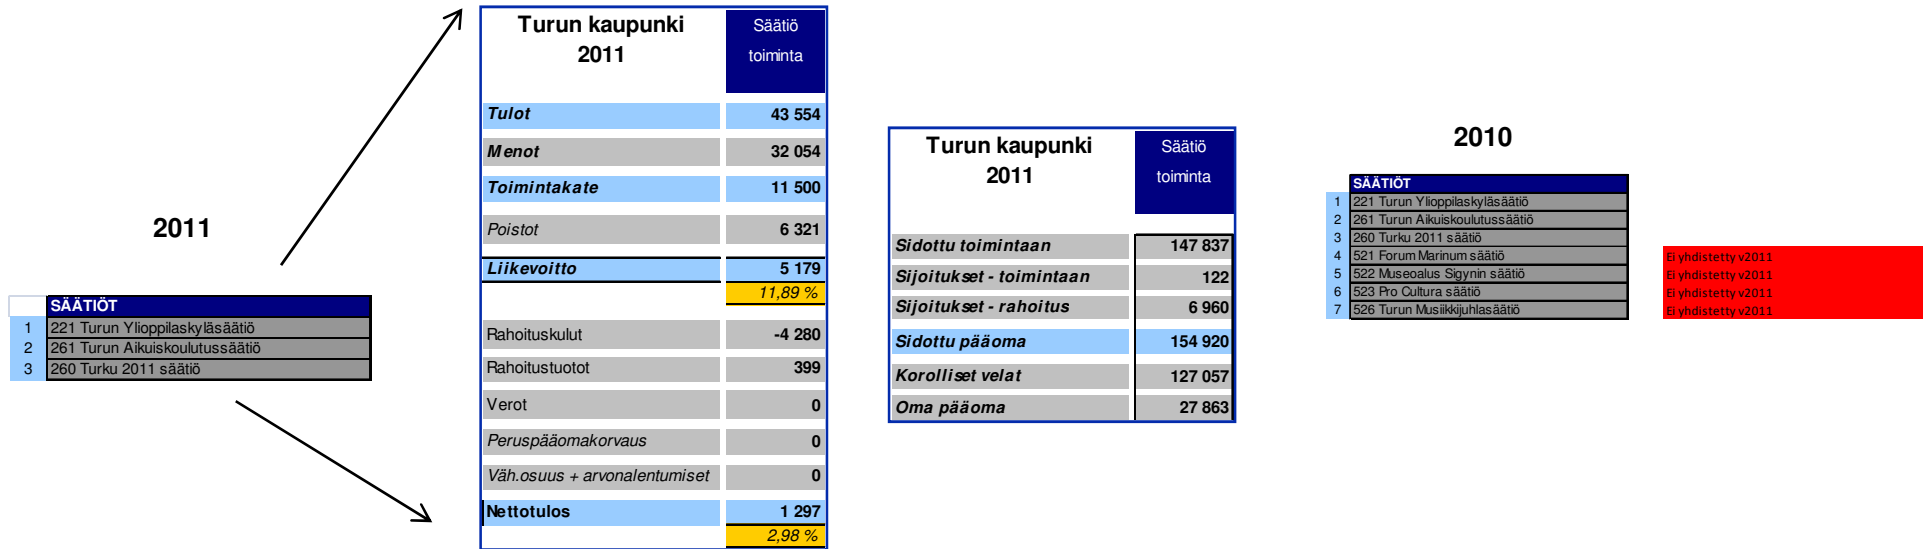 2011
SÄÄTIÖT
1 221 Turun Ylioppilaskyläsäätiö
2 261 Turun Aikuiskoulutussäätiö
3 260 Turku 2011 säätiö
Turun kaupunki Säätiö
2011 toiminta
Tulot 43 554
Menot 32 054
Toimintakate 11 500
Poistot 6 321
Liikevoitto 5 179
11,89 %
Rahoituskulut -4 280
Rahoitustuotot 399
Verot 0
Peruspääomakorvaus 0
Väh.osuus + arvonalentumiset 0
Nettotulos 1 297
2,98 %
Turun kaupunki Säätiö
2011 toiminta
Sidottu toimintaan 147 837
Sijoitukset - toimintaan 122
Sijoitukset - rahoitus 6 960
Sidottu pääoma 154 920
Korolliset velat 127 057
Oma pääoma 27 863
2010
SÄÄTIÖT
1 221 Turun Ylioppilaskyläsäätiö
2 261 Turun Aikuiskoulutussäätiö
3 260 Turku 2011 säätiö
4 521 Forum Marinum säätiö Ei yhdistetty v2011
5 522 Museoalus Sigynin säätiö Ei yhdistetty v2011
6 523 Pro Cultura säätiö Ei yhdistetty v2011
7 526 Turun Musiikkijuhlasäätiö Ei yhdistetty v2011